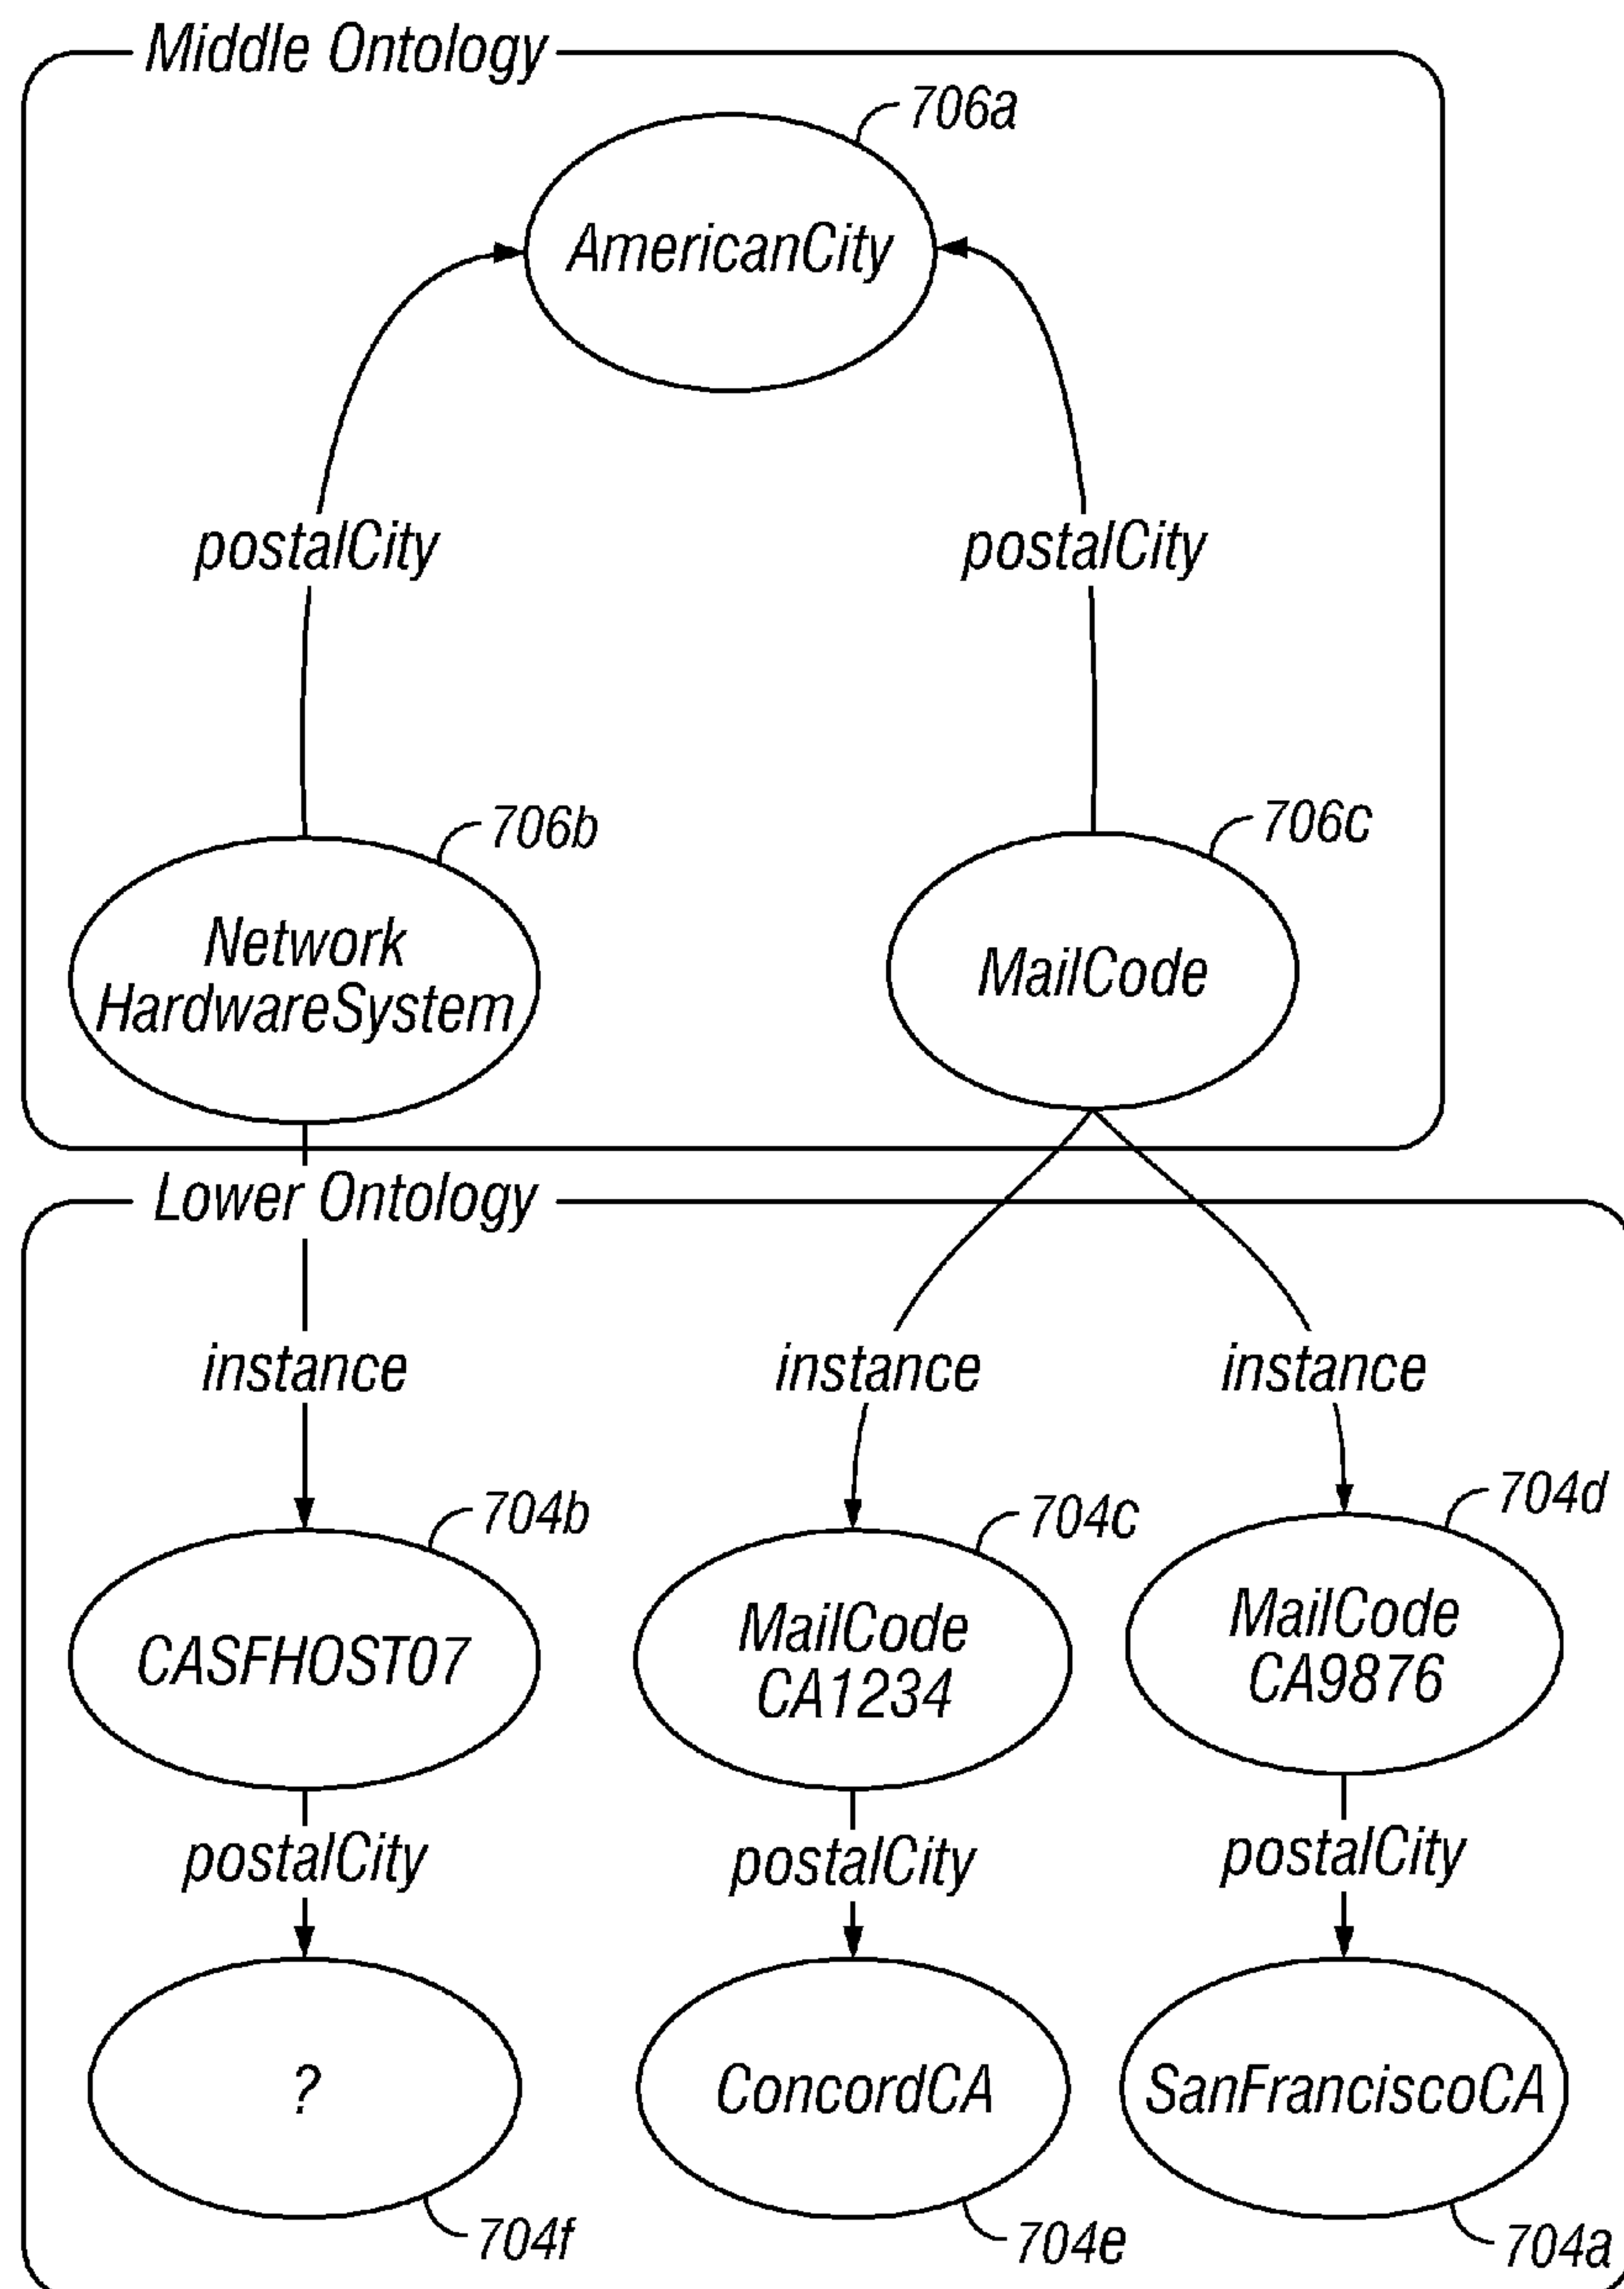 Middle Ontology
706a
AmericanCity
postalCity
postalCity
706b
706c
Network
HardwareSystem
MailCode
Lower Ontology
instance
instance
instance
704b
704c
704d
CASFHOST07
MailCode
CA1234
MailCode
CA9876
postalCity
postalCity
postalCity
?
ConcordCA
SanFranciscoCA
704f
704e
704a